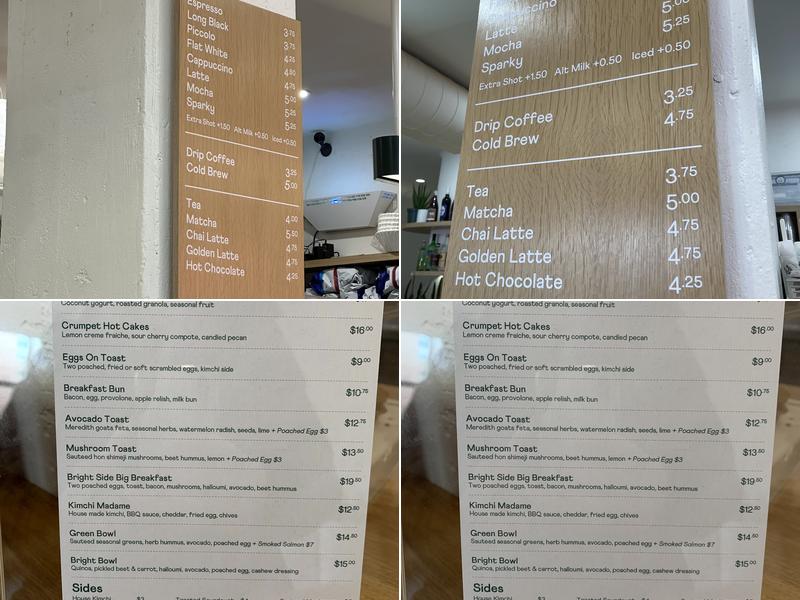 Espresso 3.75
Long Black 3.75
Piccolo 4.25
Flat White 4.50
Cappuccino 4.75
Latte 5.00
Mocha 5.25
Sparky 5.25
Extra Shot +1.50 Alt Milk +0.50 Iced +0.50
Drip Coffee 3.25
Cold Brew 5.00
Tea 4.00
Matcha 5.50
Chai Latte 4.75
Golden Latte 4.75
Hot Chocolate 4.25
Cappuccino
Latte
Mocha 5.00
Sparky 5.25
Extra Shot +1.50 Alt Milk +0.50 Iced +0.50
Drip Coffee 3.25
Cold Brew 4.75
Tea 3.75
Matcha 5.00
Chai Latte 4.75
Golden Latte 4.75
Hot Chocolate 4.25
Coconut yogurt, roasted granola, seasonal fruit
Crumpet Hot Cakes $16.00
Lemon creme fraiche, sour cherry compote, candied pecan
Eggs On Toast $9.00
Two poached, fried or soft scrambled eggs, kimchi side
Breakfast Bun $10.75
Bacon, egg, provolone, apple relish, milk bun
Avocado Toast $12.75
Meredith goats feta, seasonal herbs, watermelon radish, seeds, lime + Poached Egg $3
Mushroom Toast $13.50
Sauteed hon shimeji mushrooms, beet hummus, lemon + Poached Egg $3
Bright Side Big Breakfast $19.50
Two poached eggs, toast, bacon, mushrooms, halloumi, avocado, beet hummus
Kimchi Madame $12.50
House made kimchi, BBQ sauce, cheddar, fried egg, chives
Green Bowl $14.50
Sauteed seasonal greens, herb hummus, avocado, poached egg + Smoked Salmon $7
Bright Bowl $15.00
Quinoa, pickled beet & carrot, halloumi, avocado, poached egg, cashew dressing
Sides
House Kimchi $3
Coconut yogurt, roasted granola, seasonal fruit
Crumpet Hot Cakes $16.00
Lemon creme fraiche, sour cherry compote, candied pecan
Eggs On Toast $9.00
Two poached, fried or soft scrambled eggs, kimchi side
Breakfast Bun $10.75
Bacon, egg, provolone, apple relish, milk bun
Avocado Toast $12.75
Meredith goats feta, seasonal herbs, watermelon radish, seeds, lime + Poached Egg $3
Mushroom Toast $13.50
Sauteed hon shimeji mushrooms, beet hummus, lemon + Poached Egg $3
Bright Side Big Breakfast $19.50
Two poached eggs, toast, bacon, mushrooms, halloumi, avocado, beet hummus
Kimchi Madame $12.50
House made kimchi, BBQ sauce, cheddar, fried egg, chives
Green Bowl $14.50
Sauteed seasonal greens, herb hummus, avocado, poached egg + Smoked Salmon $7
Bright Bowl $15.00
Quinoa, pickled beet & carrot, halloumi, avocado, poached egg, cashew dressing
Sides
House Kimchi $3